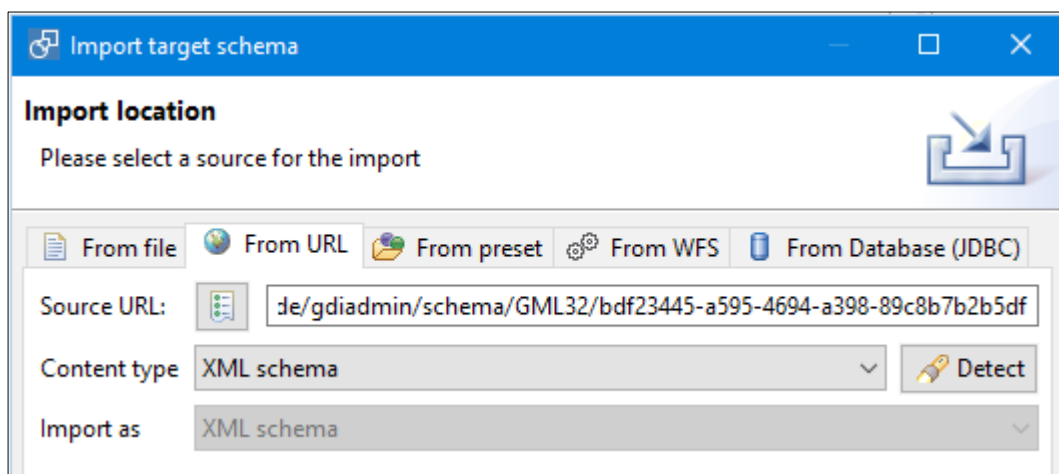 Import target schema
Import location
Please select a source for the import
From file From URL From preset From WFS From Database (JDBC)
Source URL: de/gdiadmin/schema/GML32/bdf23445-a595-4694-a398-89c8b7b2b5df
Content type XML schema Detect
Import as XML schema